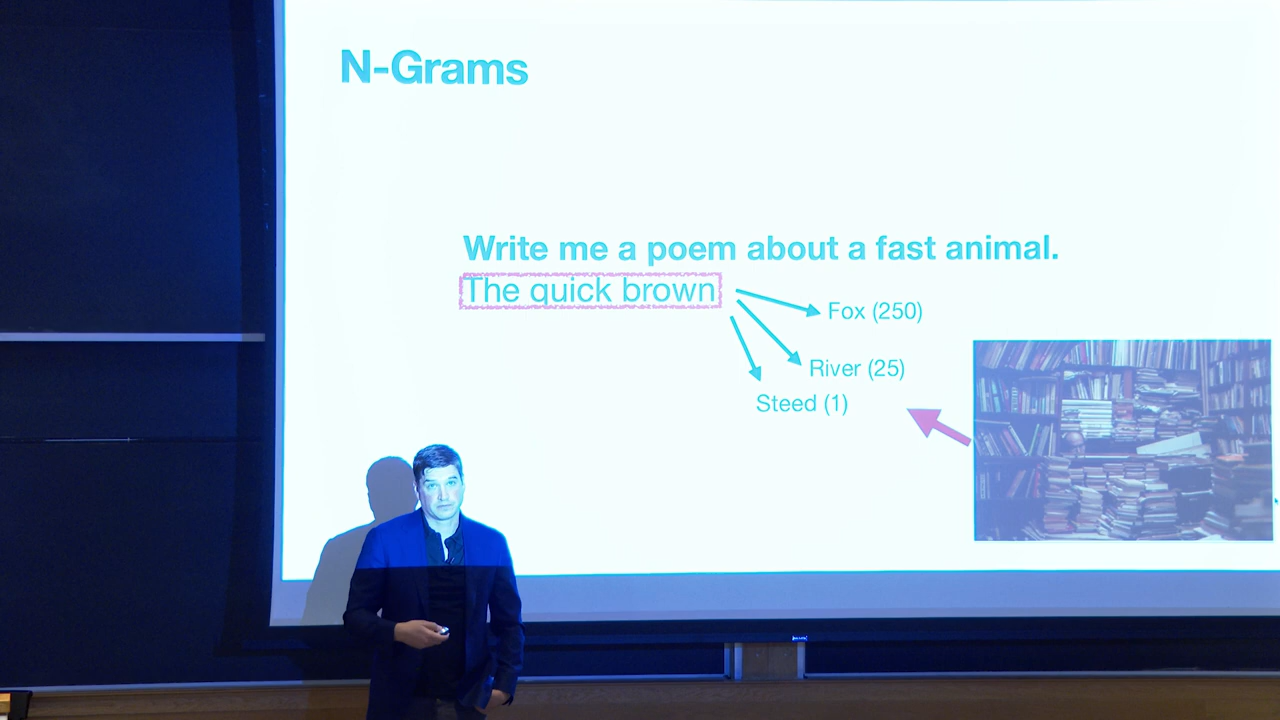 N-Grams
Write me a poem about a fast animal.
The quick brown
Fox (250)
River (25)
Steed (1)